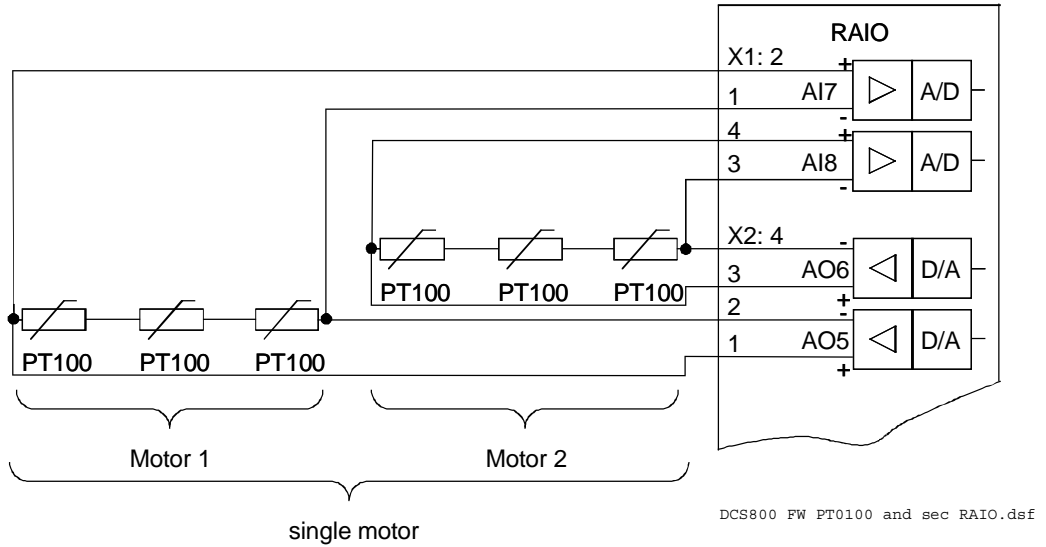 RAIO
X1: 2
+
1
AI7
A/D
-
4
+
3
AI8
A/D
-
X2: 4
-
3
AO6
D/A
PT100 PT100 PT100
+
2
-
1
AO5
D/A
PT100 PT100 PT100
+
Motor 1
Motor 2
single motor
DCS800 FW PT0100 and sec RAIO.dsf